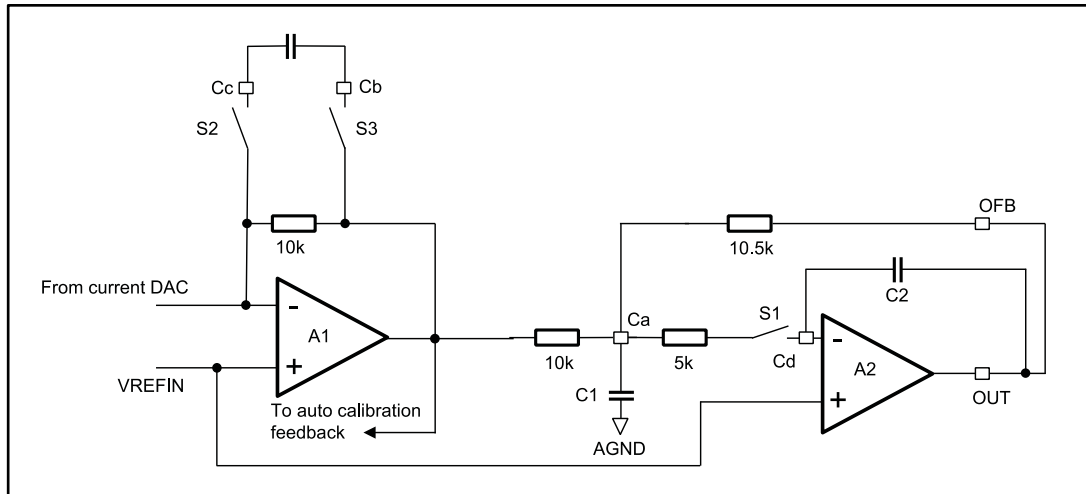 Cc
Cb
S2
S3
10k
OFB
10.5k
From current DAC
C2
-
A1
+
Ca
S1
10k
5k
Cd
-
A2
+
VREFIN
C1
OUT
To auto calibration
feedback
AGND